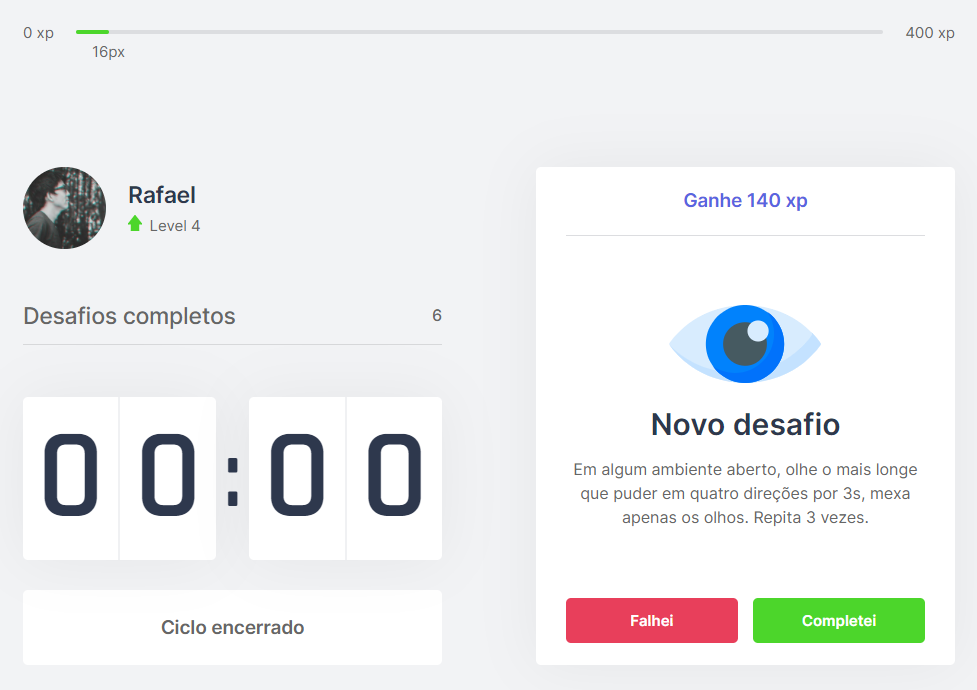 0 xp
400 xp
16px
Rafael
Level 4
Desafios completos
6
00:00
Ciclo encerrado
Ganhe 140 xp
Novo desafio
Em algum ambiente aberto, olhe o mais longe
que puder em quatro direções por 3s, mexa
apenas os olhos. Repita 3 vezes.
Falhei
Completei